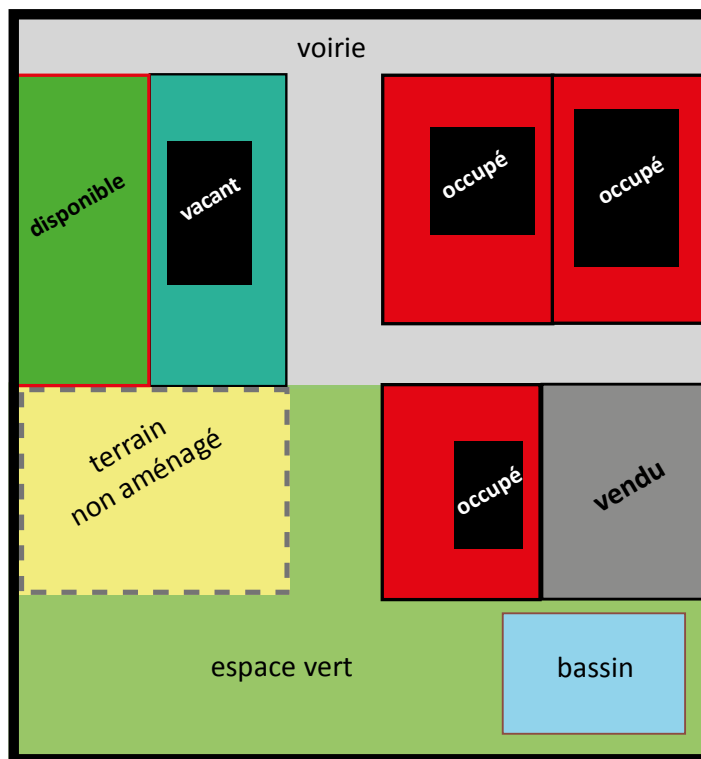 voirie
disponible
vacant
occupé
occupé
terrain
non aménagé
occupé
vendu
espace vert
bassin